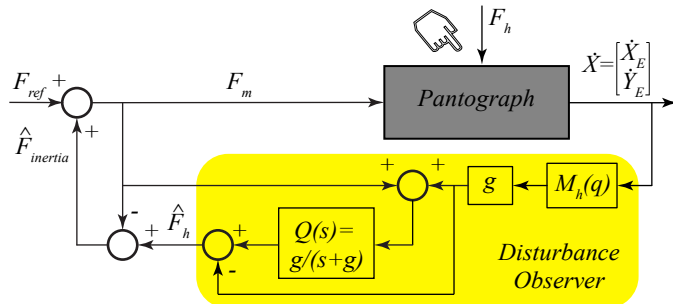 F_h
Ẋ=[Ẋ_E
Ẏ_E]
F_ref
+
F_m
Pantograph
+
F̂_inertia
+
+
g
M_h(q)
-
+
F̂_h
+
Q(s)=
g/(s+g)
-
Disturbance
Observer